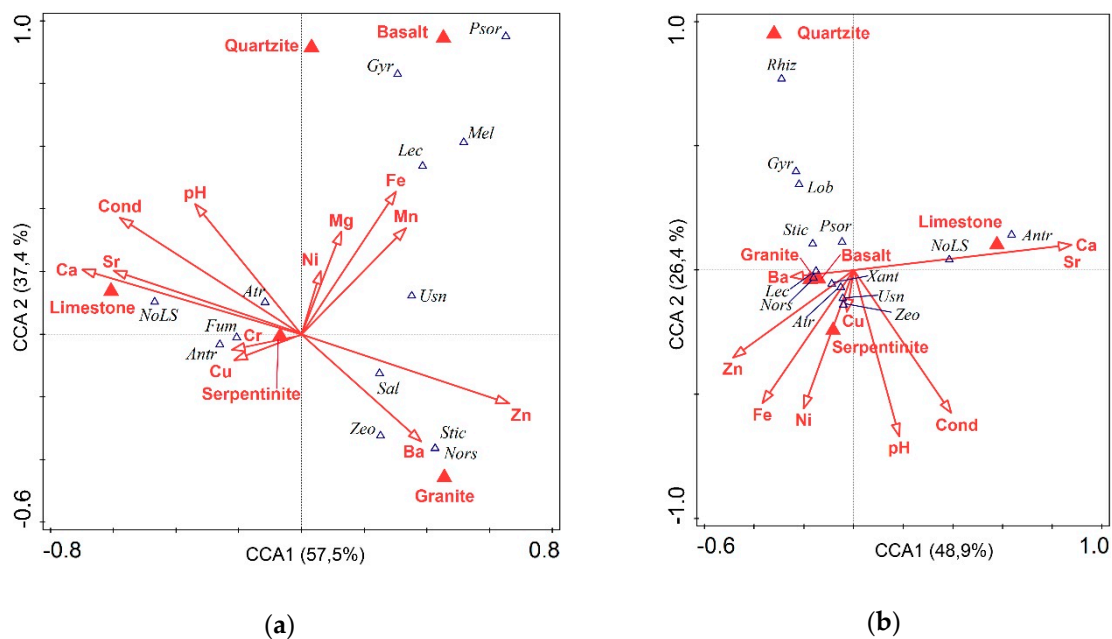 1.0
Quartzite
Basalt
Psor
Gyr
Mel
Lec
Fe
pH
Cond
Mg
Mn
Ca
Sr
Ni
Limestone
NoLS
Atr
Usn
Fum
Cr
Antr
Cu
Serpentinite
Sal
Zn
Zeo
Ba
Stic
Nors
Granite
CCA 2 (37,4 %)
-0.6
-0.8
CCA1 (57,5%)
0.8
(a)
1.0
Quartzite
Rhiz
Gyr
Lob
Stic
Psor
Limestone
Antr
NoLS
Ca
Sr
Granite
Basalt
Ba
Xant
Lec
Nors
Usn
Atr
Zeo
Cu
Serpentinite
Zn
Fe
Ni
Cond
pH
CCA 2 (26,4 %)
-1.0
-0.6
CCA1 (48,9%)
1.0
(b)